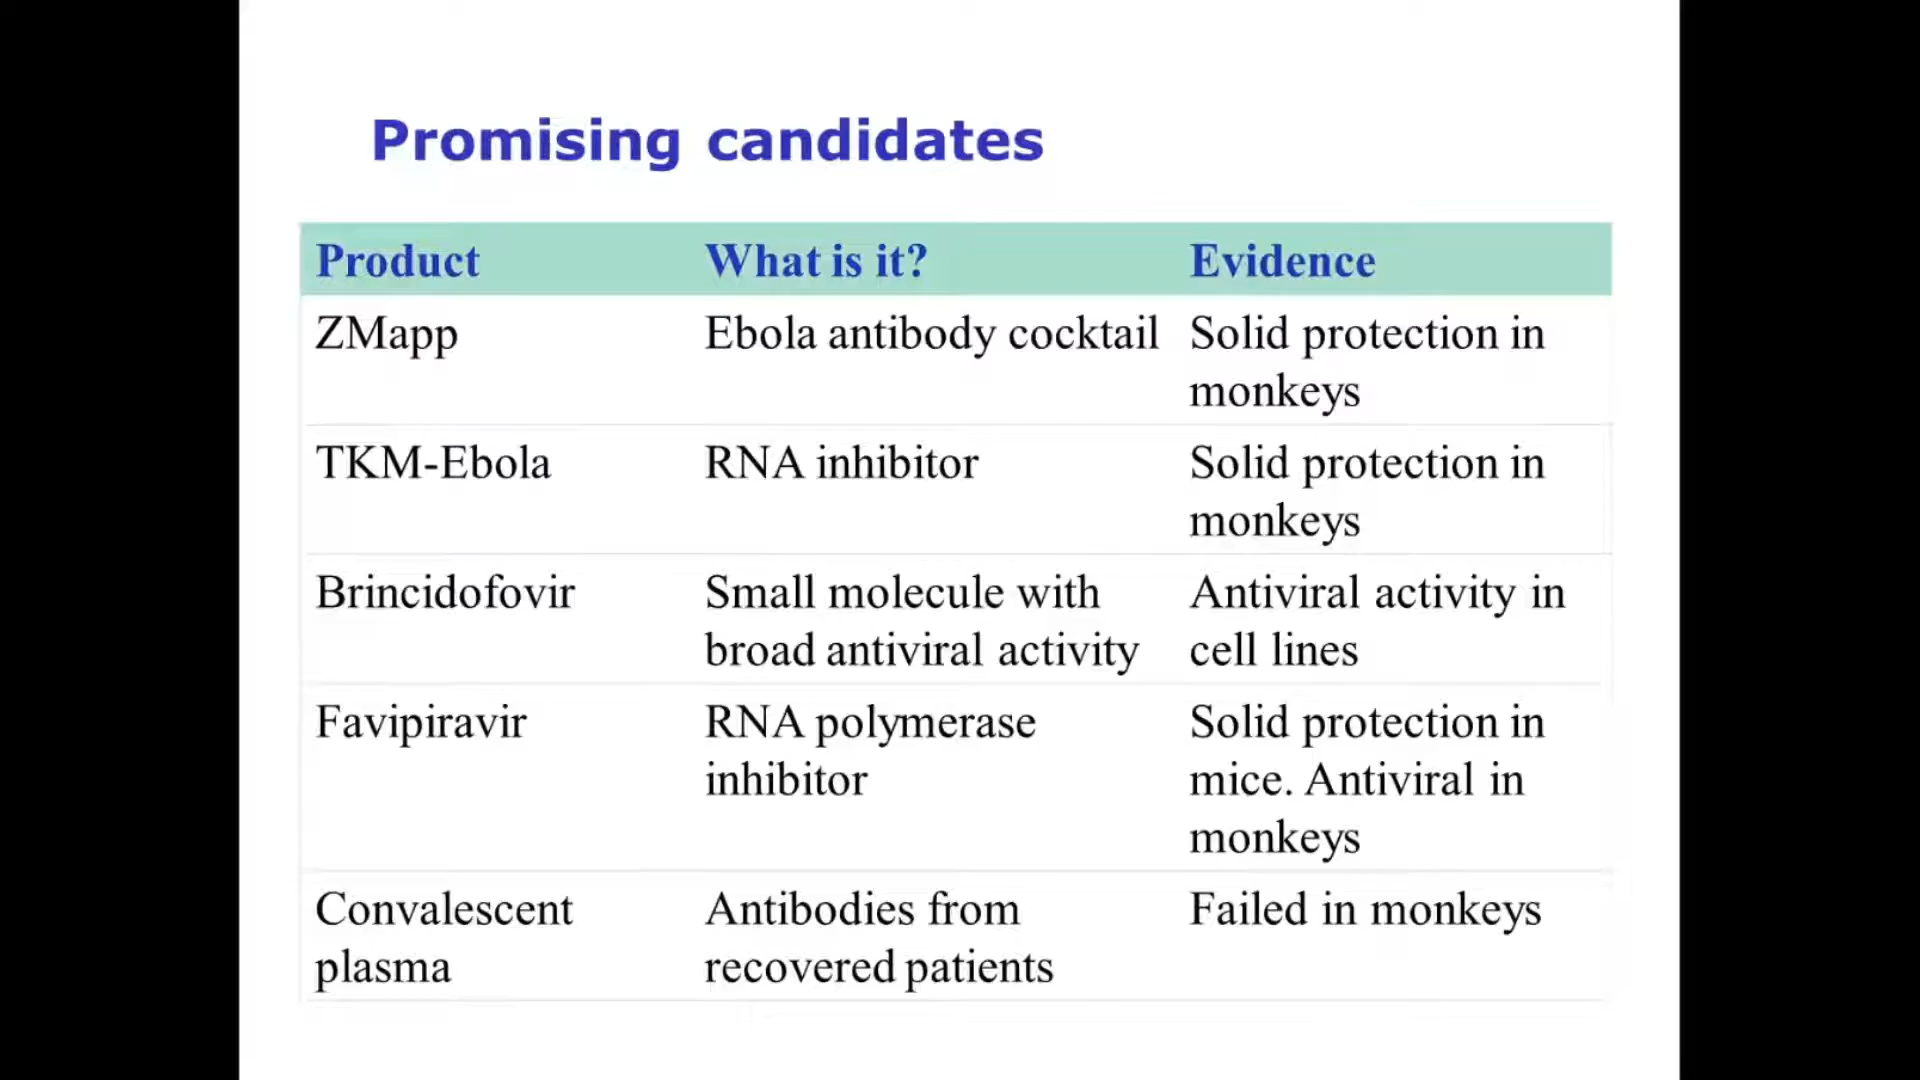 Promising candidates
Product What is it? Evidence
ZMapp Ebola antibody cocktail Solid protection in
monkeys
TKM-Ebola RNA inhibitor Solid protection in
monkeys
Brincidofovir Small molecule with Antiviral activity in
broad antiviral activity cell lines
Favipiravir RNA polymerase Solid protection in
inhibitor mice. Antiviral in
monkeys
Convalescent Antibodies from Failed in monkeys
plasma recovered patients